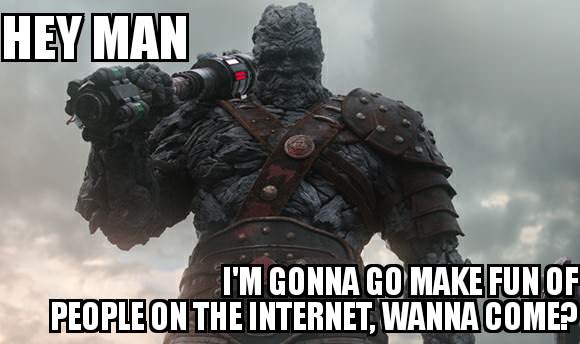 HEY MAN
I'M GONNA GO MAKE FUN OF
PEOPLE ON THE INTERNET, WANNA COME?